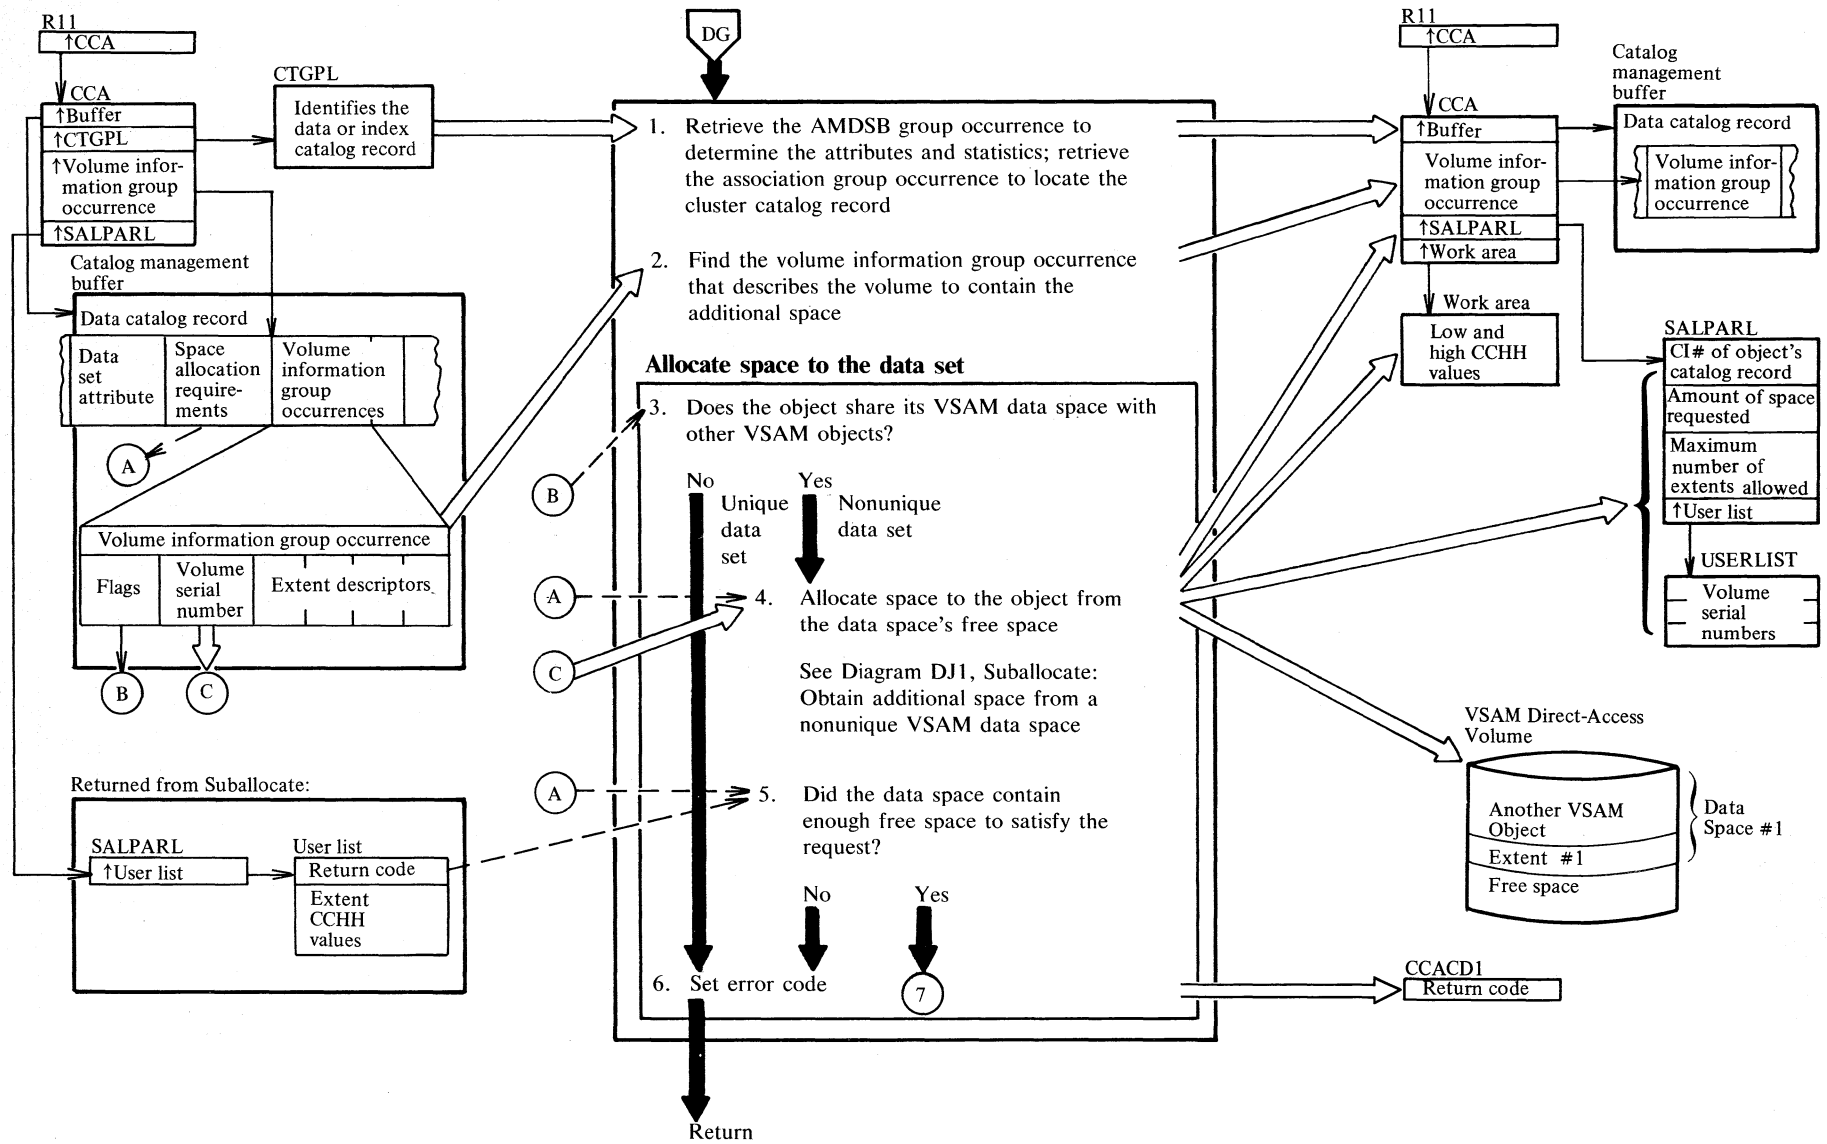 R11
↑CCA
CCA
↑Buffer
↑CTGPL
↑Volume infor-
mation group
occurrence
↑SALPARL
CTGPL
Identifies the
data or index
catalog record
Catalog management
buffer
Data catalog record
Data
set
attribute
Space
allocation
require-
ments
Volume
information
group
occurrences
A
Volume information group occurrence
Flags
Volume
serial
number
Extent descriptors
B
C
Returned from Suballocate:
SALPARL
↑User list
User list
Return code
Extent
CCHH
values
DG
1. Retrieve the AMDSB group occurrence to
determine the attributes and statistics; retrieve
the association group occurrence to locate the
cluster catalog record
2. Find the volume information group occurrence
that describes the volume to contain the
additional space
Allocate space to the data set
3. Does the object share its VSAM data space with
other VSAM objects?
B
No
Unique
data
set
Yes
Nonunique
data set
A
4. Allocate space to the object from
the data space's free space
C
See Diagram DJ1, Suballocate:
Obtain additional space from a
nonunique VSAM data space
A
5. Did the data space contain
enough free space to satisfy the
request?
No
Yes
6. Set error code
7
Return
R11
↑CCA
CCA
↑Buffer
Volume infor-
mation group
occurrence
↑SALPARL
↑Work area
Catalog
management
buffer
Data catalog record
Volume infor-
mation group
occurrence
Work area
Low and
high CCHH
values
SALPARL
CI# of object's
catalog record
Amount of space
requested
Maximum
number of
extents allowed
↑User list
USERLIST
Volume
serial
numbers
VSAM Direct-Access
Volume
Another VSAM
Object
Extent #1
Free space
Data
Space #1
CCACD1
Return code